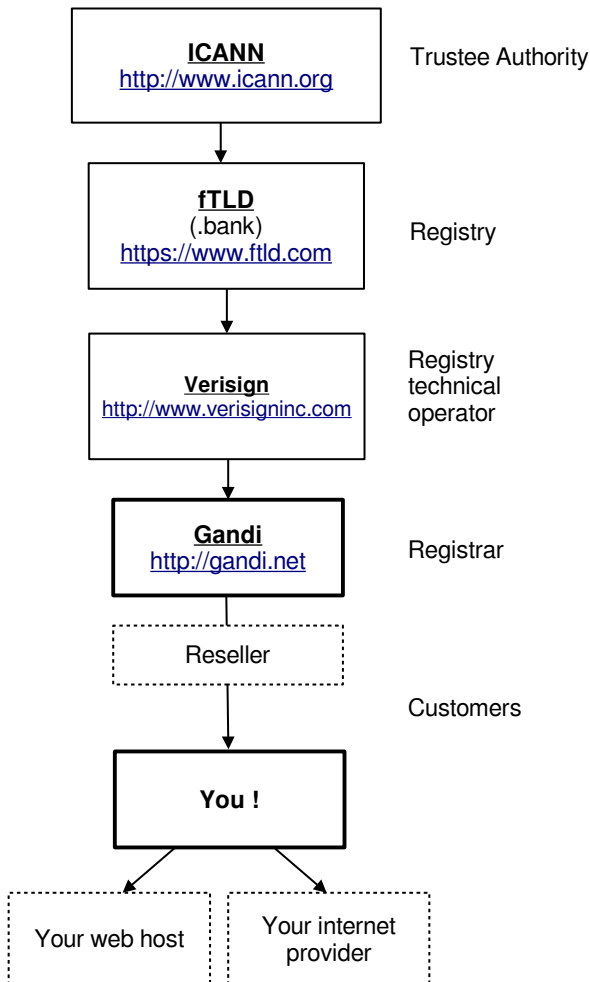 ICANN
http://www.icann.org
Trustee Authority
fTLD
(.bank)
https://www.ftld.com
Registry
Verisign
http://www.verisigninc.com
Registry
technical
operator
Gandi
http://gandi.net
Registrar
Reseller
Customers
You !
Your web host
Your internet
provider